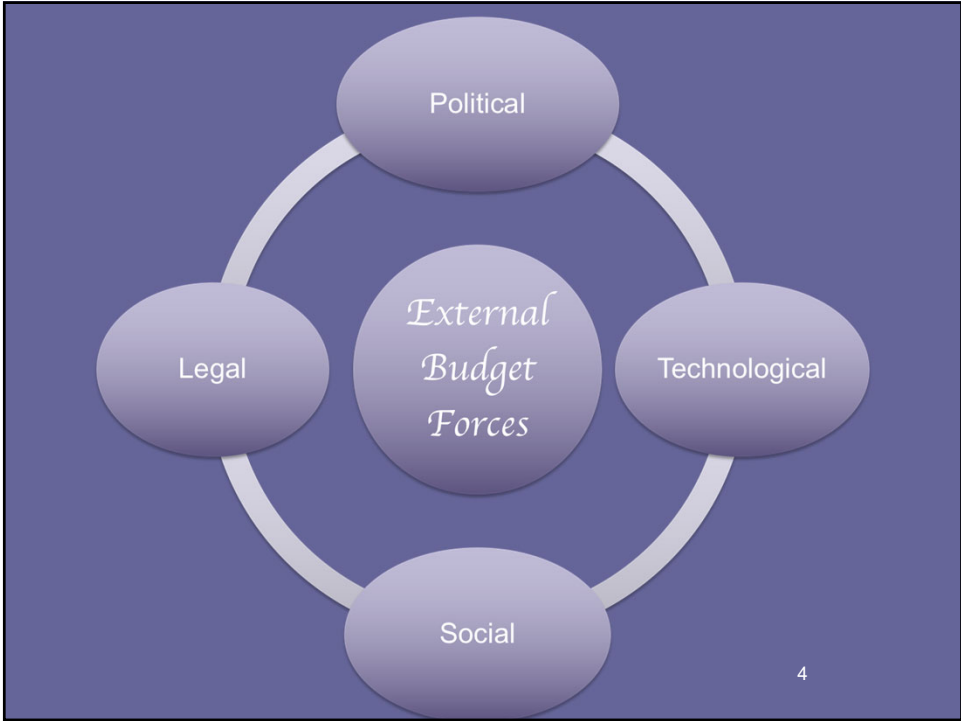 Political
Legal
External
Budget
Forces
Technological
Social
4